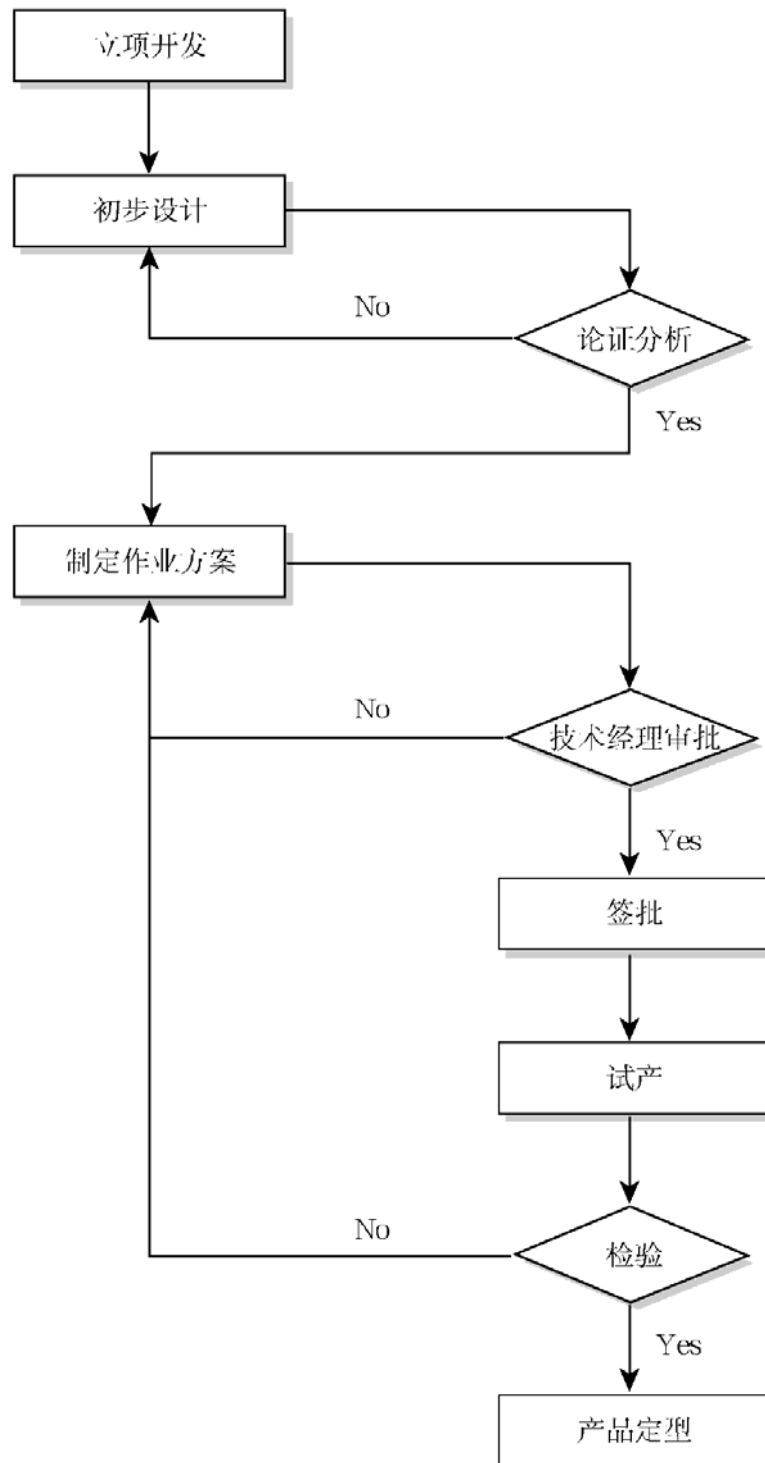 立项开发
初步设计
No
论证分析
Yes
制定作业方案
No
技术经理审批
Yes
签批
试产
No
检验
Yes
产品定型